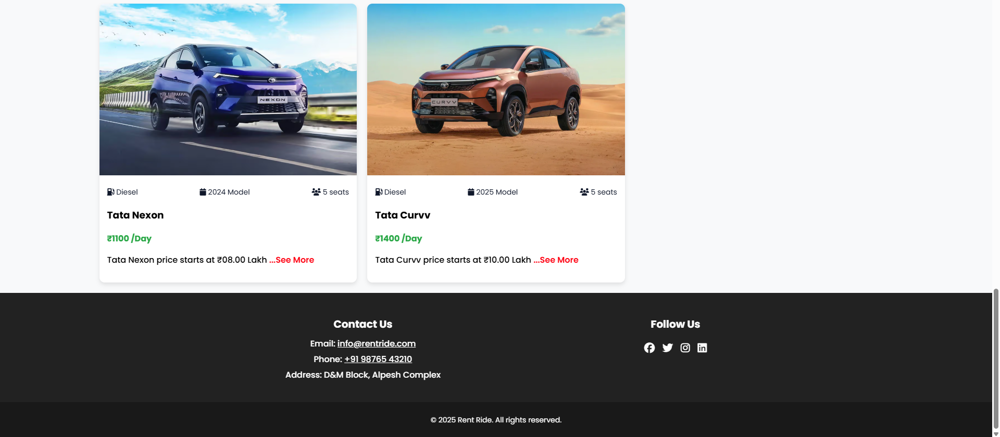 NEXON
CURVV
Diesel 2024 Model 5 seats
Tata Nexon
₹1100 /Day
Tata Nexon price starts at ₹08.00 Lakh ...See More
Diesel 2025 Model 5 seats
Tata Curvv
₹1400 /Day
Tata Curvv price starts at ₹10.00 Lakh ...See More
Contact Us
Email: info@rentride.com
Phone: +91 98765 43210
Address: D&M Block, Alpesh Complex
Follow Us
© 2025 Rent Ride. All rights reserved.